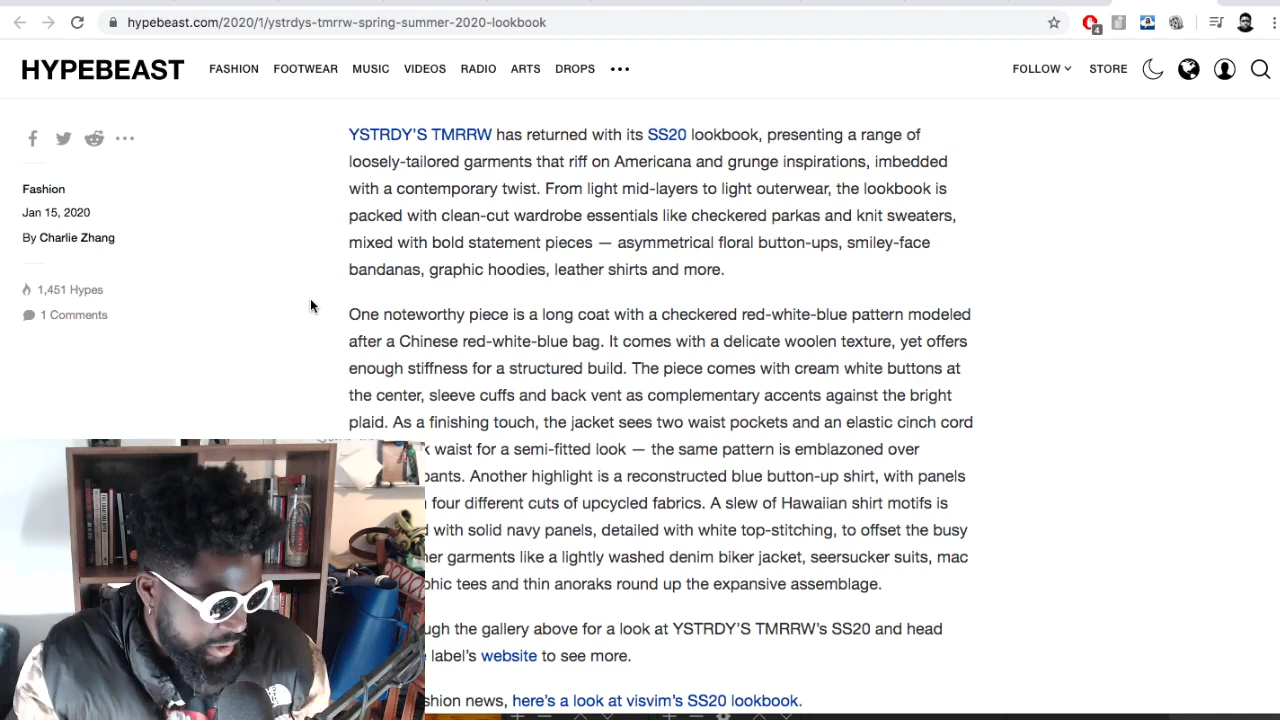 hypebeast.com/2020/1/ystrdys-tmrrw-spring-summer-2020-lookbook
4
HYPEBEAST FASHION FOOTWEAR MUSIC VIDEOS RADIO ARTS DROPS ••• FOLLOW STORE
Fashion
Jan 15, 2020
By Charlie Zhang
1,451 Hypes
1 Comments
YSTRDY'S TMRRW has returned with its SS20 lookbook, presenting a range of
loosely-tailored garments that riff on Americana and grunge inspirations, imbedded
with a contemporary twist. From light mid-layers to light outerwear, the lookbook is
packed with clean-cut wardrobe essentials like checkered parkas and knit sweaters,
mixed with bold statement pieces — asymmetrical floral button-ups, smiley-face
bandanas, graphic hoodies, leather shirts and more.
One noteworthy piece is a long coat with a checkered red-white-blue pattern modeled
after a Chinese red-white-blue bag. It comes with a delicate woolen texture, yet offers
enough stiffness for a structured build. The piece comes with cream white buttons at
the center, sleeve cuffs and back vent as complementary accents against the bright
plaid. As a finishing touch, the jacket sees two waist pockets and an elastic cinch cord
waist for a semi-fitted look — the same pattern is emblazoned over
pants. Another highlight is a reconstructed blue button-up shirt, with panels
four different cuts of upcycled fabrics. A slew of Hawaiian shirt motifs is
with solid navy panels, detailed with white top-stitching, to offset the busy
garments like a lightly washed denim biker jacket, seersucker suits, mac
tees and thin anoraks round up the expansive assemblage.
the gallery above for a look at YSTRDY'S TMRRW's SS20 and head
label's website to see more.
news, here's a look at visvim's SS20 lookbook.